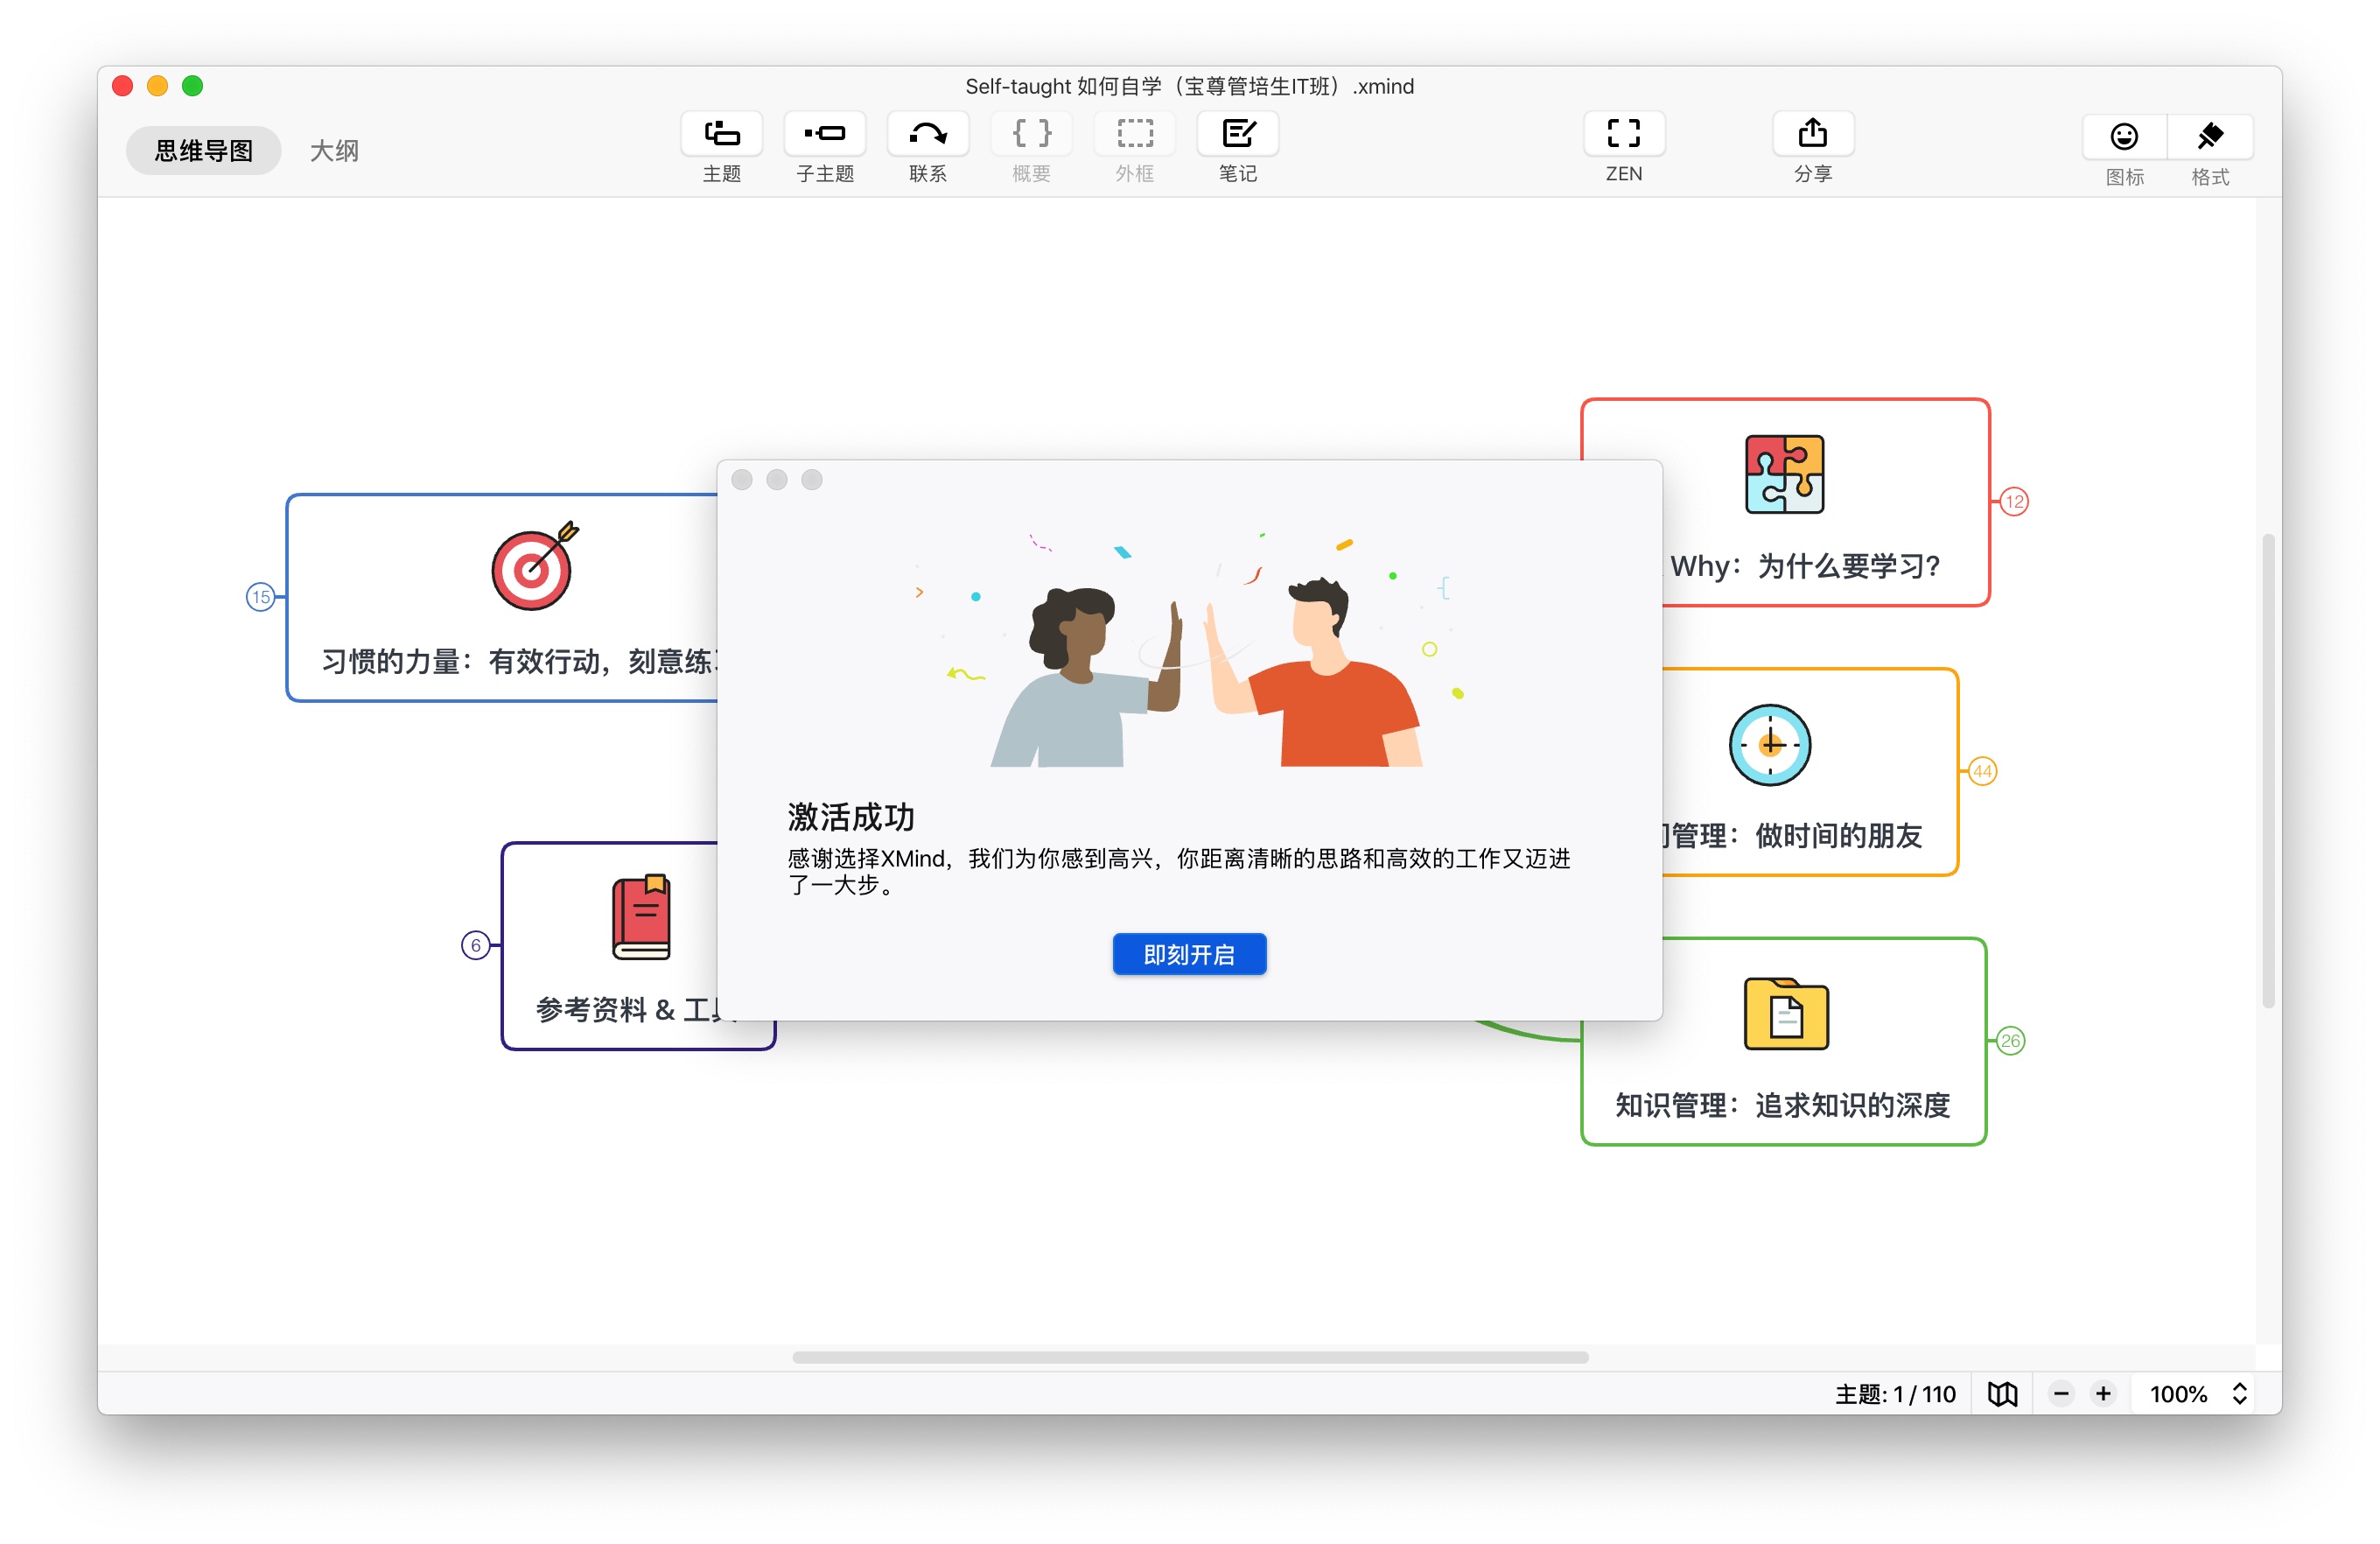 Self-taught 如何自学（宝尊管培生IT班）.xmind
思维导图
大纲
主题
子主题
联系
概要
外框
笔记
ZEN
分享
图标
格式
15
习惯的力量：有效行动，刻意练
6
参考资料 & 工
激活成功
感谢选择XMind，我们为你感到高兴，你距离清晰的思路和高效的工作又迈进
了一大步。
即刻开启
Why：为什么要学习?
12
管理：做时间的朋友
44
知识管理：追求知识的深度
26
主题: 1 / 110
100%